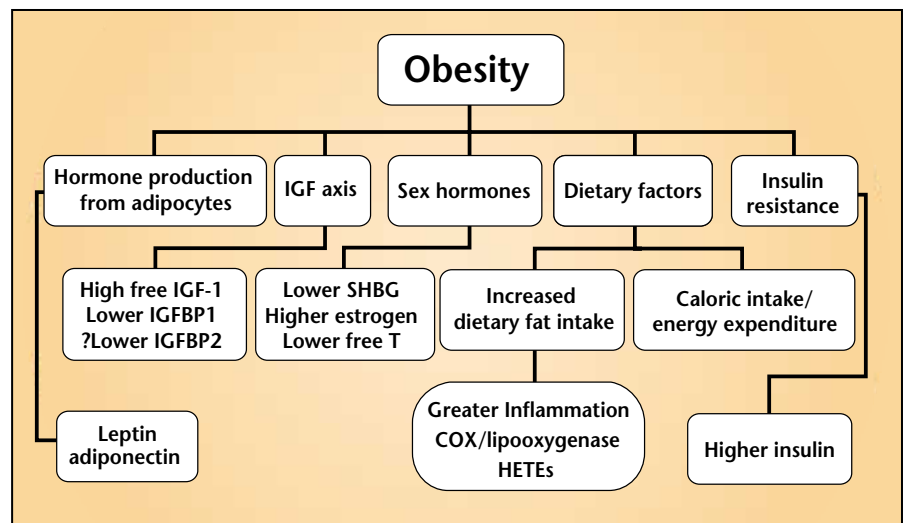 Obesity
Hormone production
from adipocytes
IGF axis
Sex hormones
Dietary factors
Insulin
resistance
High free IGF-1
Lower IGFBP1
?Lower IGFBP2
Lower SHBG
Higher estrogen
Lower free T
Increased
dietary fat intake
Caloric intake/
energy expenditure
Leptin
adiponectin
Greater Inflammation
COX/lipooxygenase
HETEs
Higher insulin